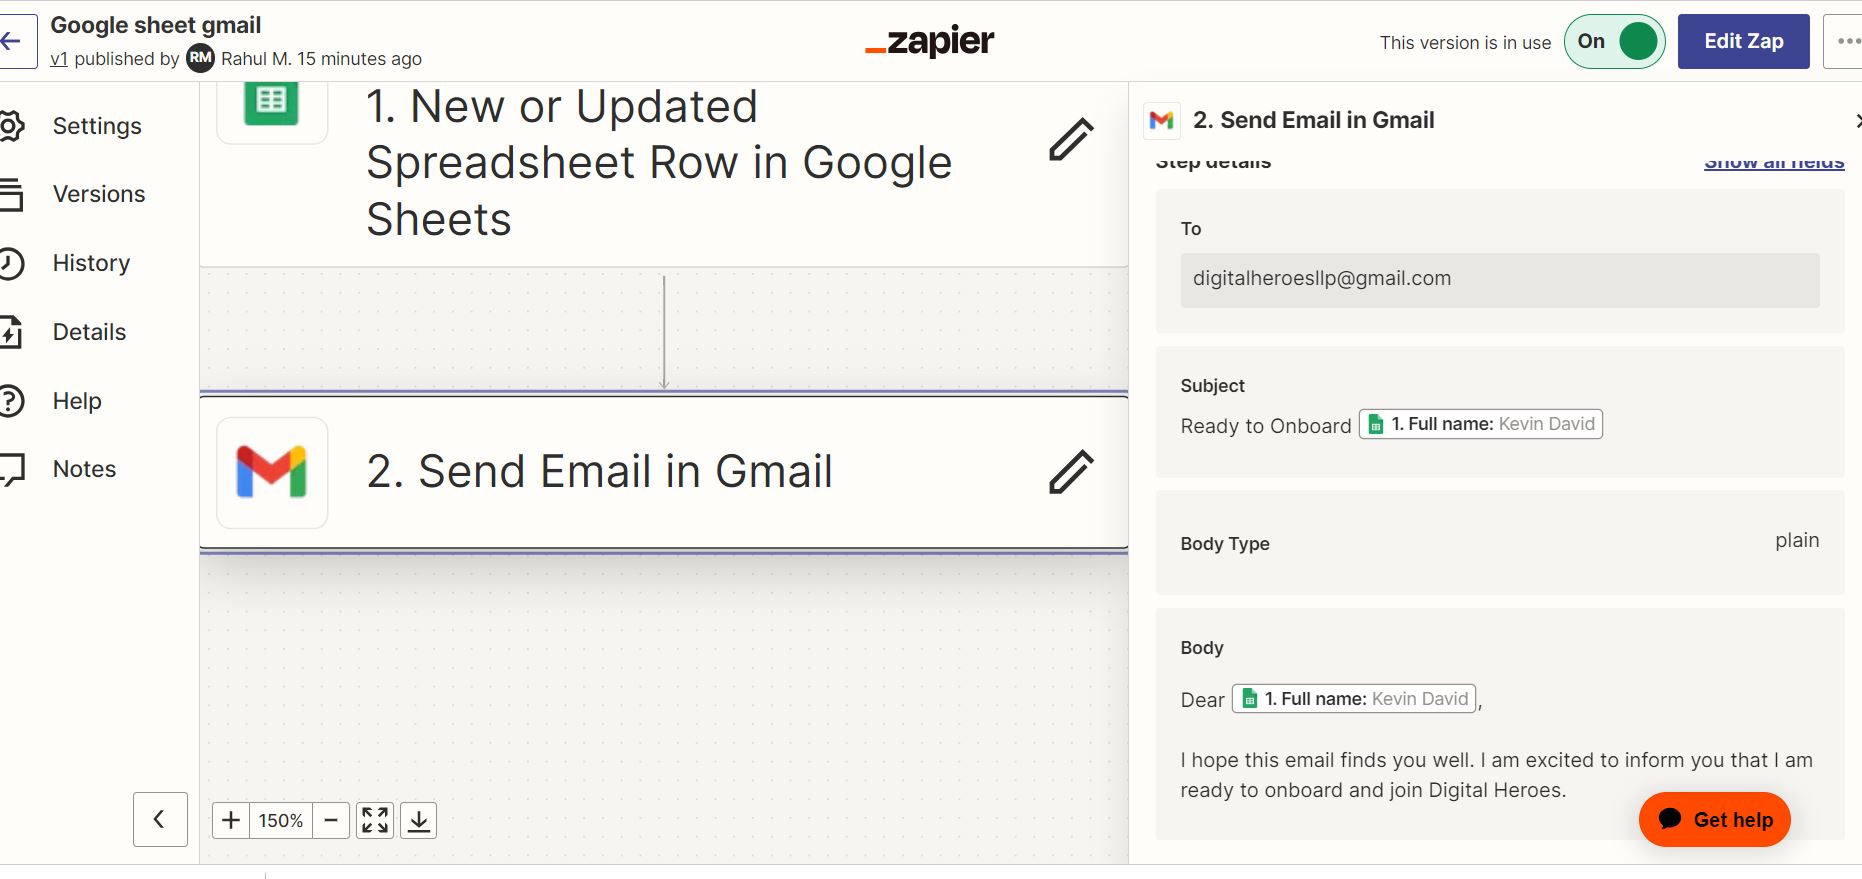 Google sheet gmail
v1 published by RM Rahul M. 15 minutes ago
zapier
This version is in use
On
Edit Zap
Settings
Versions
History
Details
Help
Notes
1. New or Updated
Spreadsheet Row in Google
Sheets
2. Send Email in Gmail
150%
2. Send Email in Gmail
Step details
Show all fields
To
digitalheroesllp@gmail.com
Subject
Ready to Onboard 1. Full name: Kevin David
Body Type
plain
Body
Dear 1. Full name: Kevin David,
I hope this email finds you well. I am excited to inform you that I am
ready to onboard and join Digital Heroes.
Get help